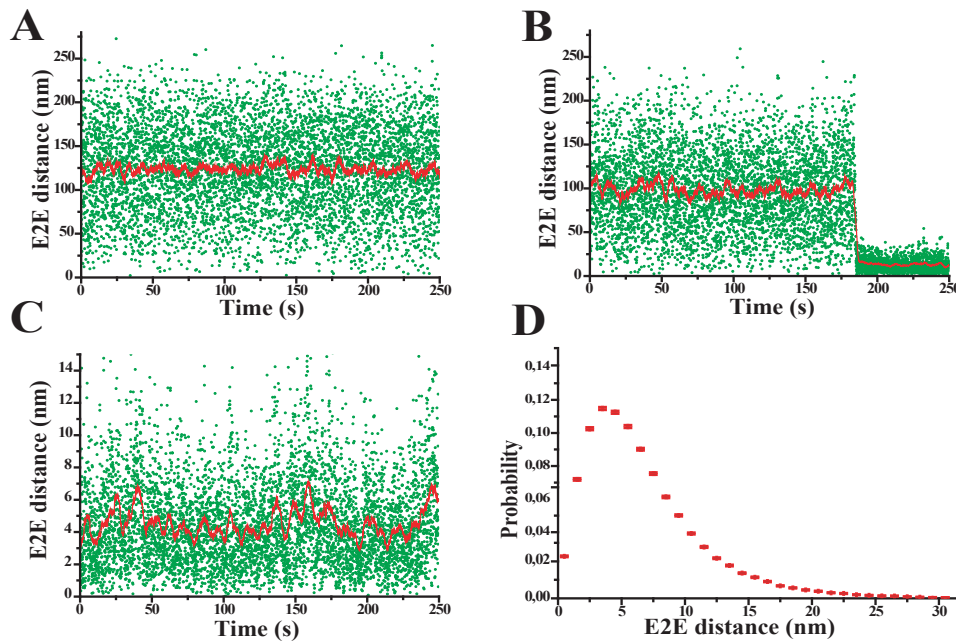 A
E2E distance (nm)
250
200
150
100
50
0
0 50 100 150 200 250
Time (s)
B
E2E distance (nm)
250
200
150
100
50
0
0 50 100 150 200 250
Time (s)
C
E2E distance (nm)
14
12
10
8
6
4
2
0
0 50 100 150 200 250
Time (s)
D
Probability
0,14
0,12
0,10
0,08
0,06
0,04
0,02
0,00
0 5 10 15 20 25 30
E2E distance (nm)